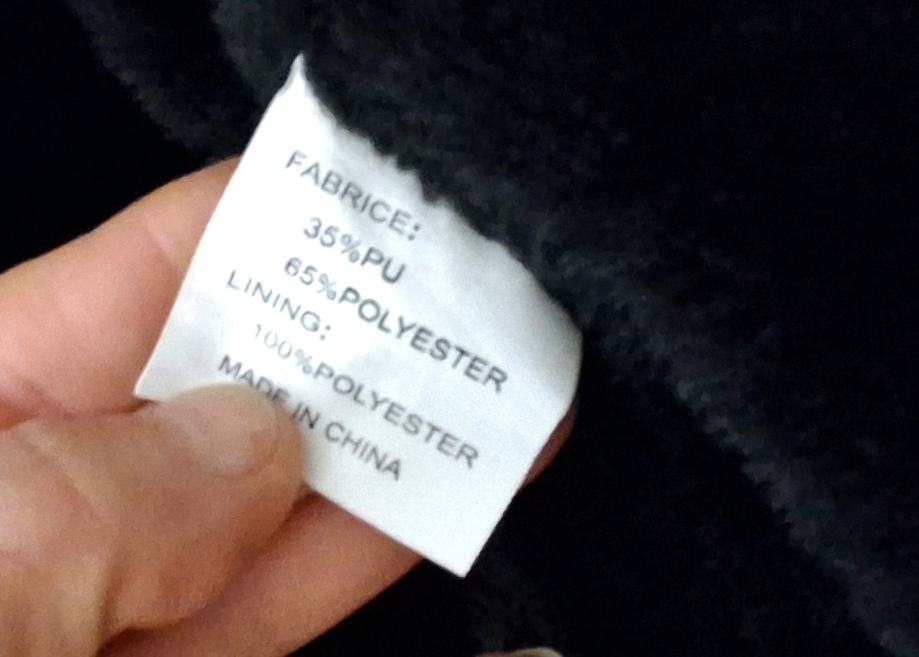 FABRICE:
35%PU
65%POLYESTER
LINING:
100%POLYESTER
MADE IN CHINA